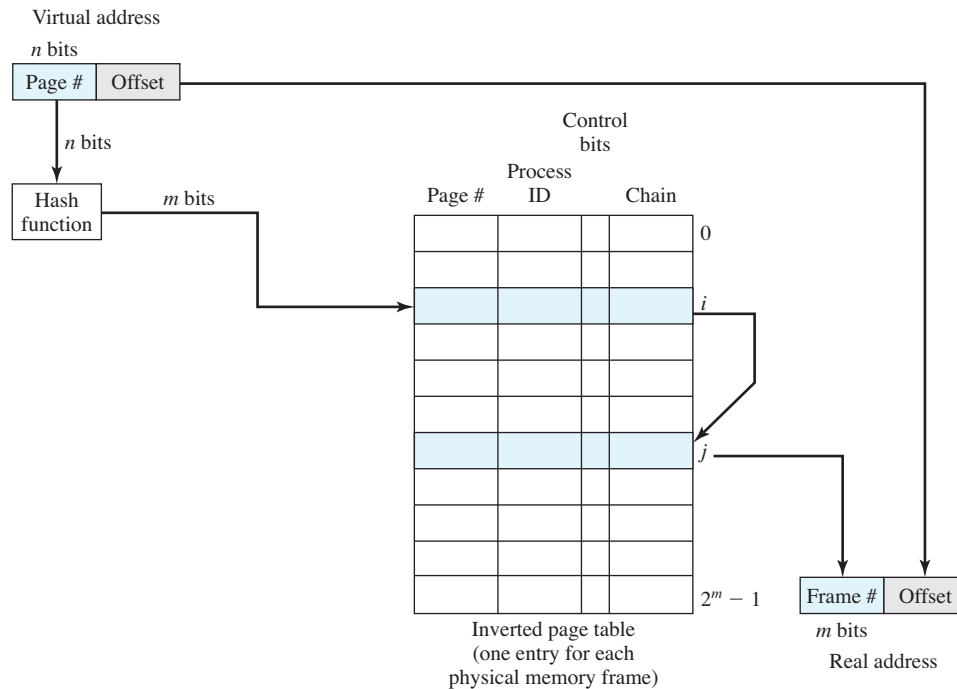 Virtual address
n bits
Page # Offset
n bits
Control
bits
Process
Page # ID Chain
Hash
function
m bits
0
i
j
2^m − 1
Frame # Offset
m bits
Real address
Inverted page table
(one entry for each
physical memory frame)